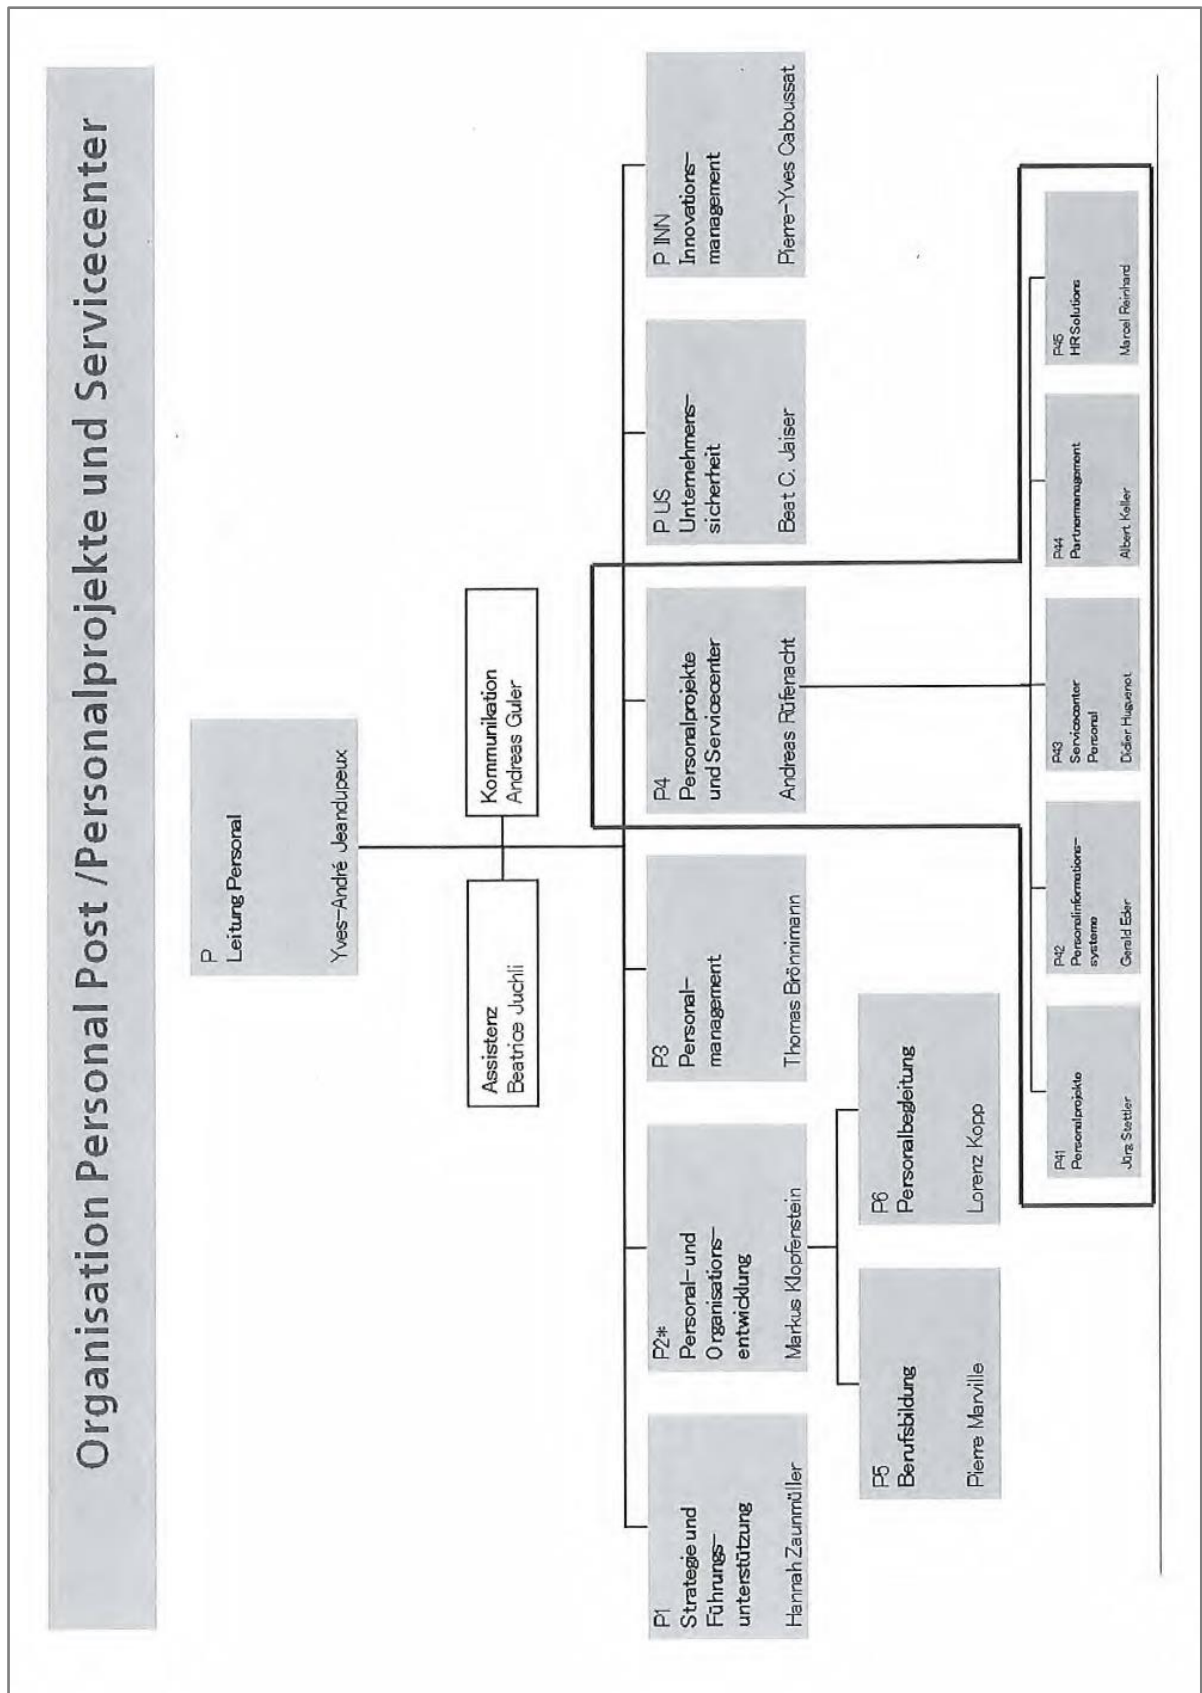 Organisation Personal Post /Personalprojekte und Servicecenter
P
Leitung Personal
Yves-André Jeandupeux
Assistenz
Beatrice Juchli
Kommunikation
Andreas Guler
P1
Strategie und
Führungs-
unterstützung
Hannah Zaunmüller
P2*
Personal- und
Organisations-
entwicklung
Markus Klopfenstein
P3
Personal-
management
Thomas Brönnimann
P4
Personalprojekte
und Servicecenter
Andreas Rüfenacht
P US
Unternehmens-
sicherheit
Beat C. Jaiser
P INN
Innovations-
management
Pierre-Yves Caboussat
P5
Berufsbildung
Pierre Marville
P6
Personalbegleitung
Lorenz Kopp
P41
Personalprojekte
Jürg Stettler
P42
Personalinformations-
systeme
Gerald Eder
P43
Servicecenter
Personal
Didier Huguenot
P44
Partnermanagement
Albert Keller
P45
HR Solutions
Marcel Reinhard